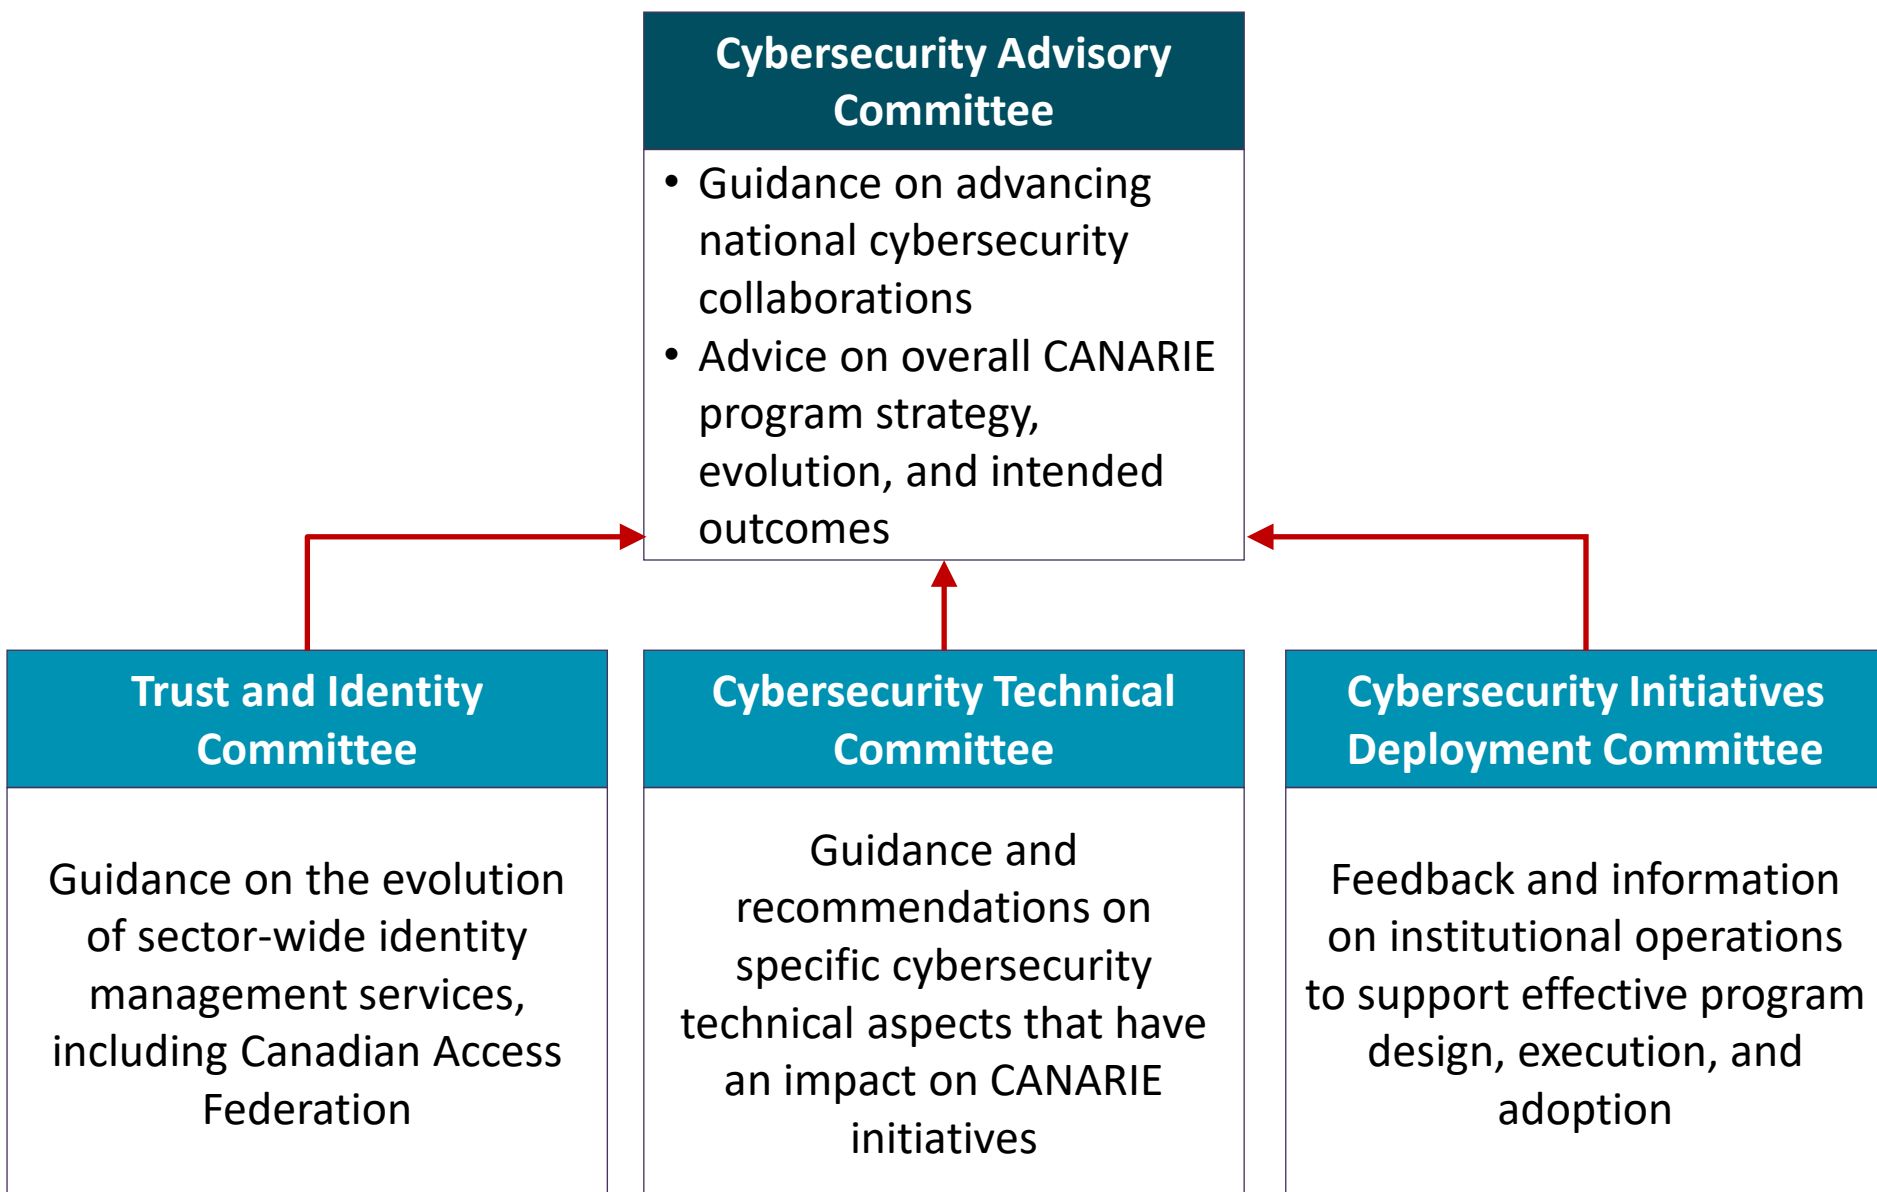 Cybersecurity Advisory
Committee
• Guidance on advancing
national cybersecurity
collaborations
• Advice on overall CANARIE
program strategy,
evolution, and intended
outcomes
Trust and Identity
Committee
Guidance on the evolution
of sector-wide identity
management services,
including Canadian Access
Federation
Cybersecurity Technical
Committee
Guidance and
recommendations on
specific cybersecurity
technical aspects that have
an impact on CANARIE
initiatives
Cybersecurity Initiatives
Deployment Committee
Feedback and information
on institutional operations
to support effective program
design, execution, and
adoption